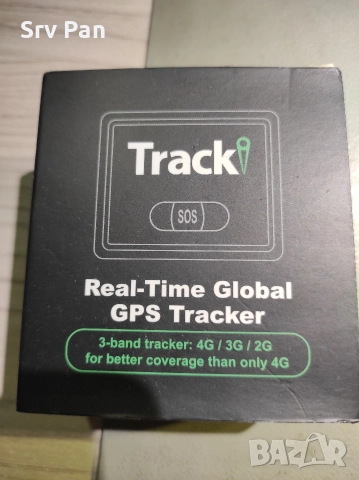 Srv Pan
Tracki
SOS
Real-Time Global
GPS Tracker
3-band tracker: 4G / 3G / 2G
for better coverage than only 4G
BAZAR